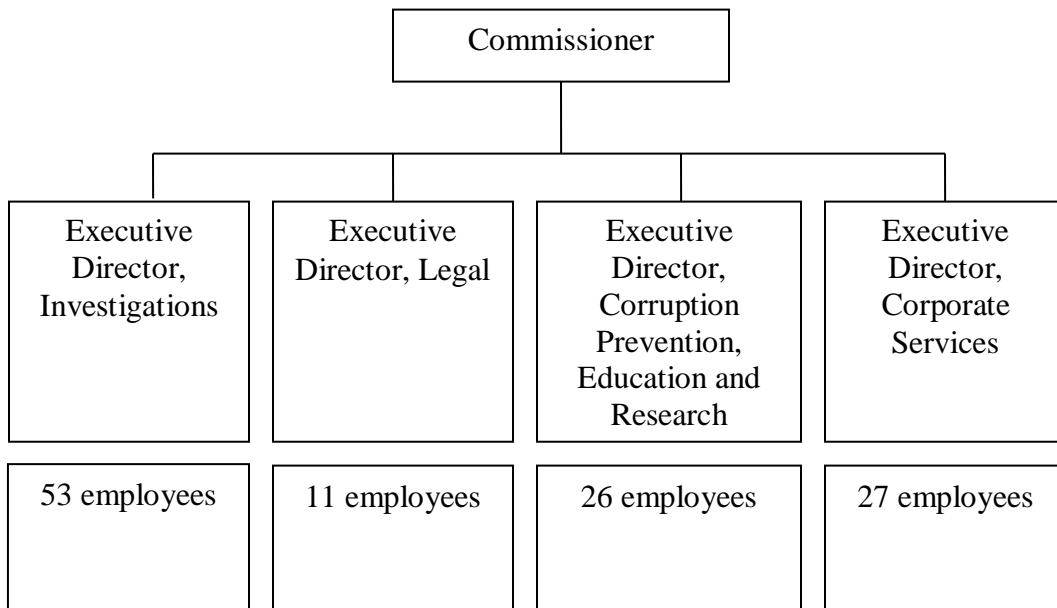 Commissioner
Executive
Director,
Investigations
Executive
Director, Legal
Executive
Director,
Corruption
Prevention,
Education and
Research
Executive
Director,
Corporate
Services
53 employees
11 employees
26 employees
27 employees